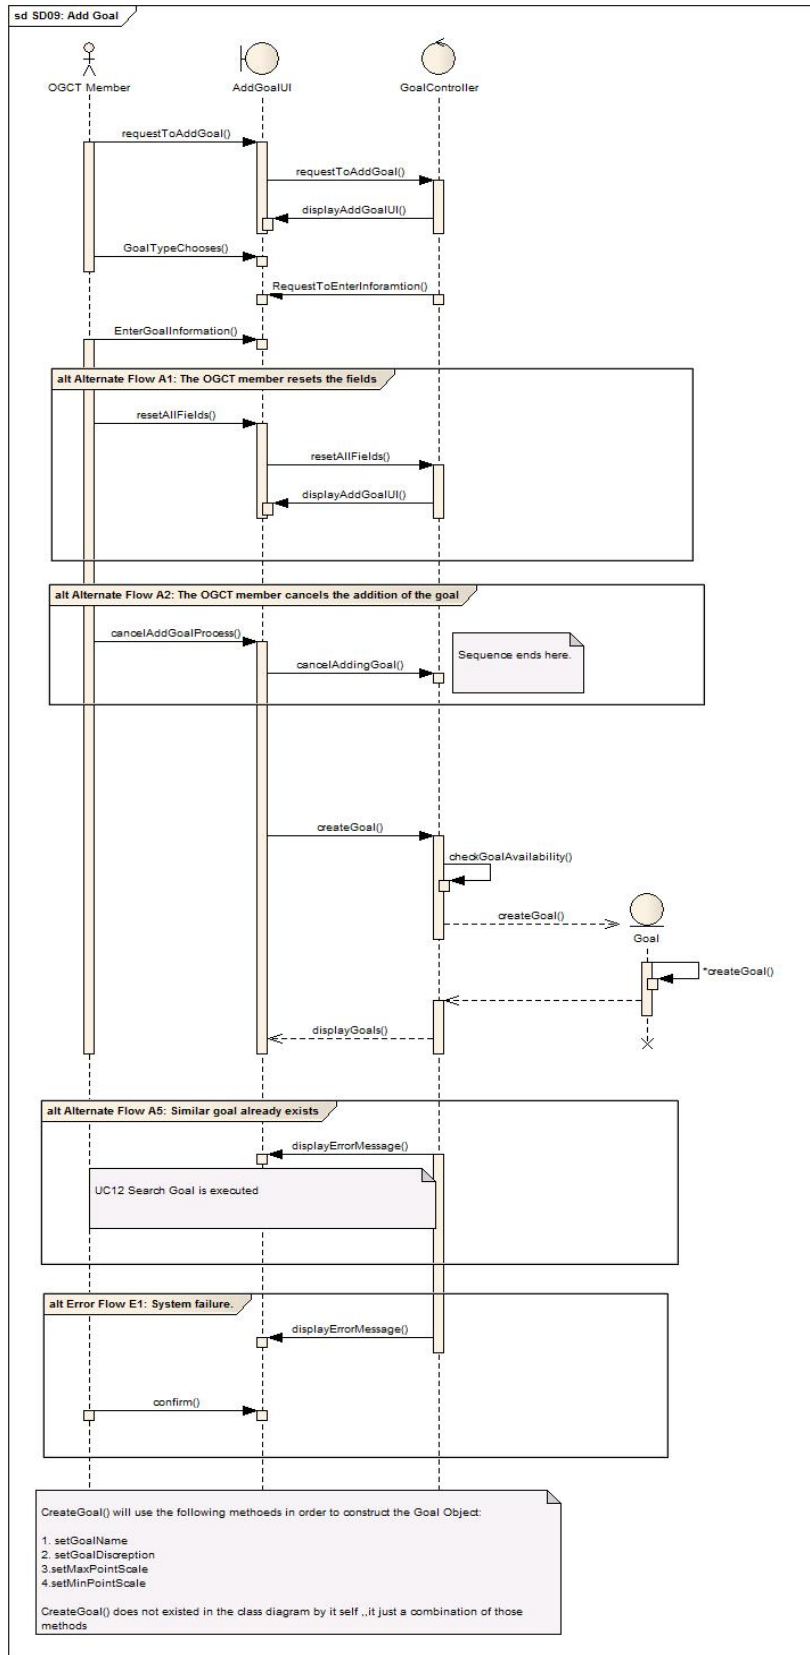 sd SD09: Add Goal
OGCT Member
AddGoalUI
GoalController
requestToAddGoal()
requestToAddGoal()
displayAddGoalUI()
GoalTypeChooses()
RequestToEnterInforamtion()
EnterGoalInformation()
alt Alternate Flow A1: The OGCT member resets the fields
resetAllFields()
resetAllFields()
displayAddGoalUI()
alt Alternate Flow A2: The OGCT member cancels the addition of the goal
cancelAddGoalProcess()
Sequence ends here.
cancelAddingGoal()
createGoal()
checkGoalAvailability()
createGoal()
Goal
*createGoal()
displayGoals()
alt Alternate Flow A5: Similar goal already exists
displayErrorMessage()
UC12 Search Goal is executed
alt Error Flow E1: System failure.
displayErrorMessage()
confirm()
CreateGoal() will use the following methoeds in order to construct the Goal Object:
1. setGoalName
2. setGoalDiscreption
3.setMaxPointScale
4.setMinPointScale
CreateGoal() does not existed in the class diagram by it self ,,it just a combination of those
methods